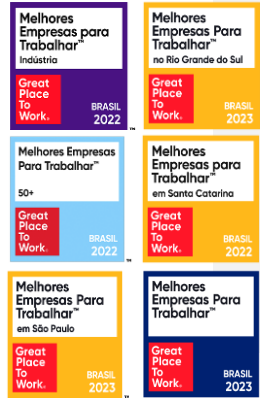 Melhores
Empresas para
Trabalhar™
Indústria
Great
Place
To
Work®
BRASIL
2022
™
Melhores
Empresas Para
Trabalhar™
no Rio Grande do Sul
Great
Place
To
Work®
BRASIL
2023
Melhores Empresas
Para Trabalhar™
50+
Great
Place
To
Work®
BRASIL
2022
™
Melhores
Empresas para
Trabalhar™
em Santa Catarina
Great
Place
To
Work®
BRASIL
2022
Melhores
Empresas Para
Trabalhar™
em São Paulo
Great
Place
To
Work®
BRASIL
2023
™
Melhores
Empresas Para
Trabalhar™
Great
Place
To
Work®
BRASIL
2023